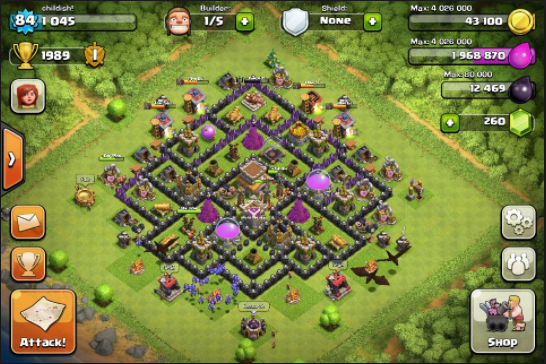 childish!
84 1 045
Builder:
1/5
Shield:
None
Max: 4 026 000
43 100
1989
Max: 4 026 000
1 968 870
Max: 80 000
12 469
260
Attack!
Shop